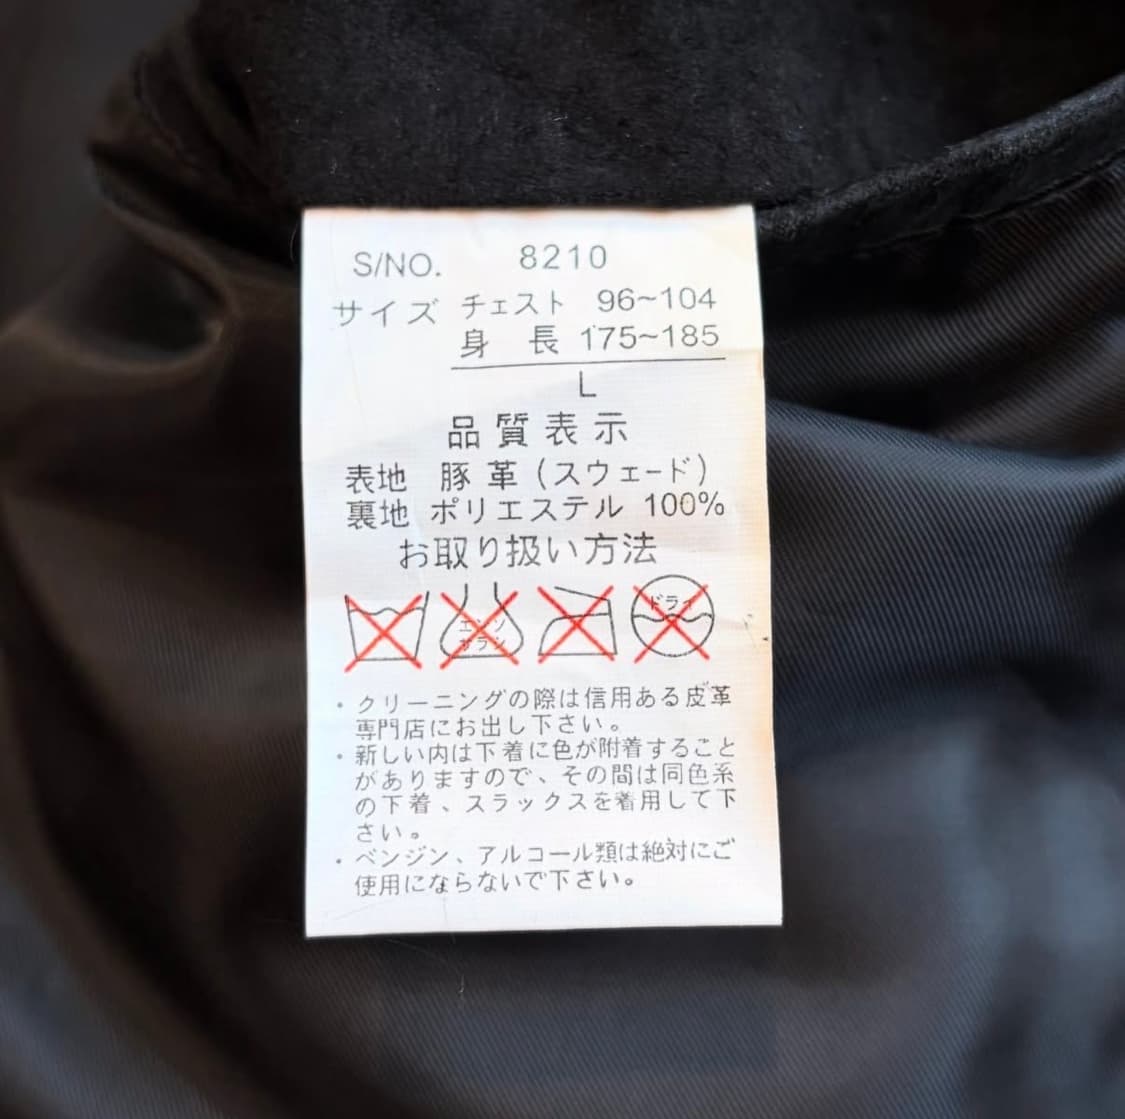 S/NO. 8210
サイズ チェスト 96~104
身 長 175~185
L
品質表示
表地 豚革(スウェード)
裏地 ポリエステル 100%
お取り扱い方法
エンソ
サラシ
ドライ
・クリーニングの際は信用ある皮革
専門店にお出し下さい。
・新しい内は下着に色が附着すること
がありますので、その間は同色系
の下着、スラックスを着用して下
さい。
・ベンジン、アルコール類は絶対にご
使用にならないで下さい。